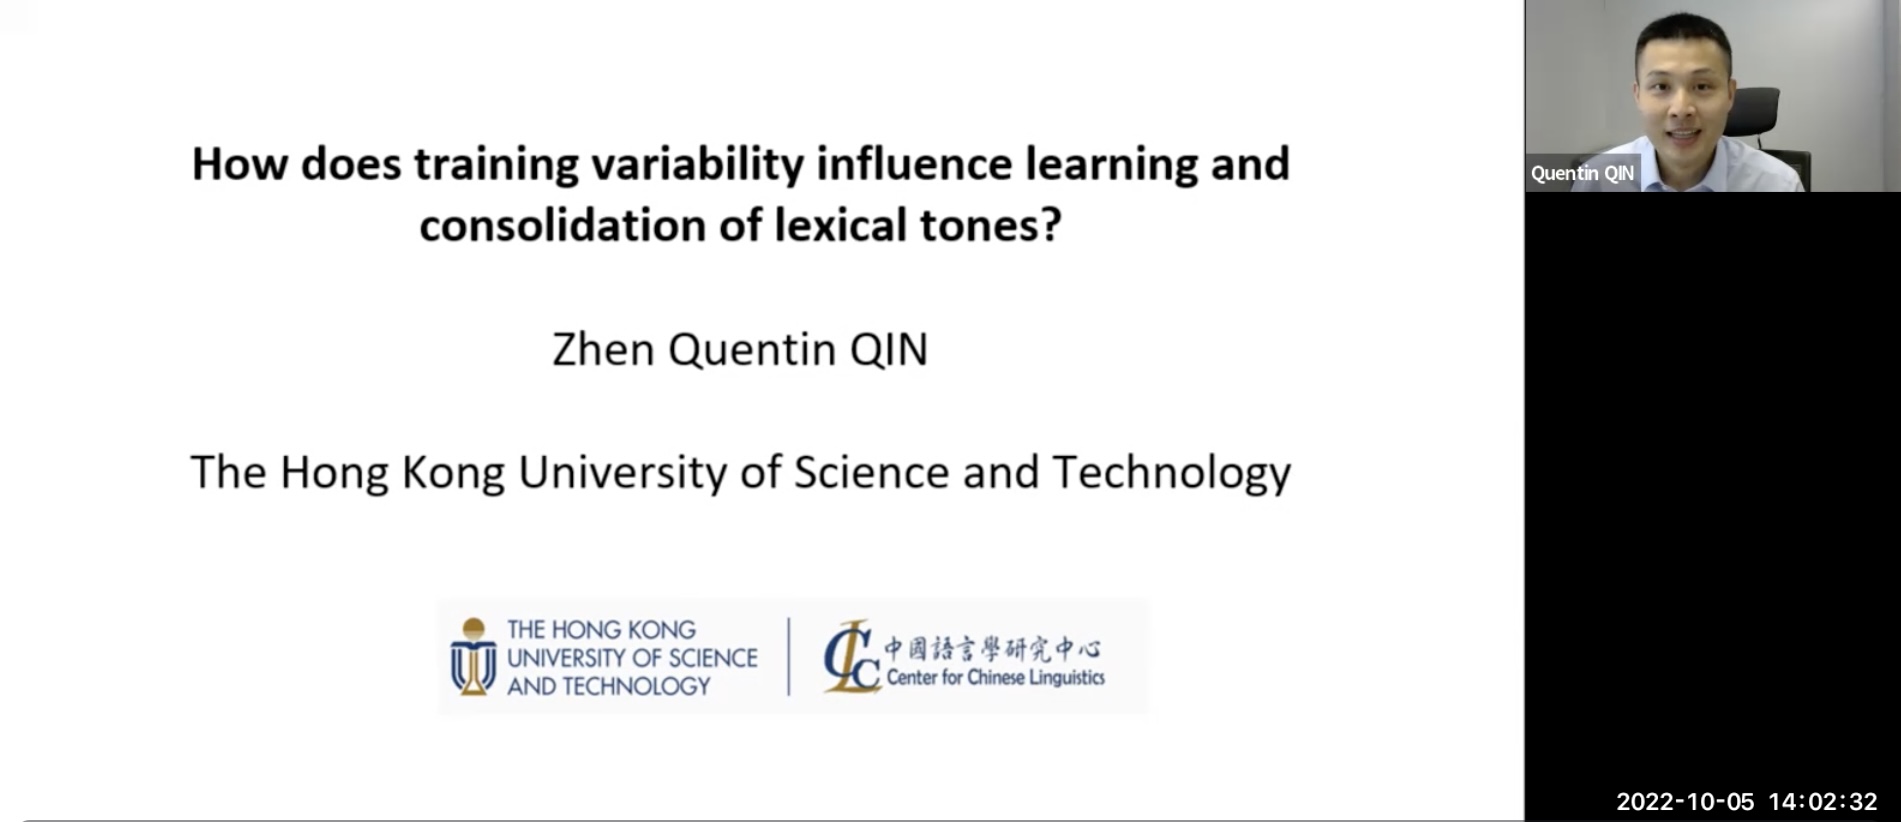 How does training variability influence learning and
consolidation of lexical tones?
Zhen Quentin QIN
The Hong Kong University of Science and Technology
THE HONG KONG
UNIVERSITY OF SCIENCE
AND TECHNOLOGY
CLC
中國語言學研究中心
Center for Chinese Linguistics
Quentin QIN
2022-10-05 14:02:32